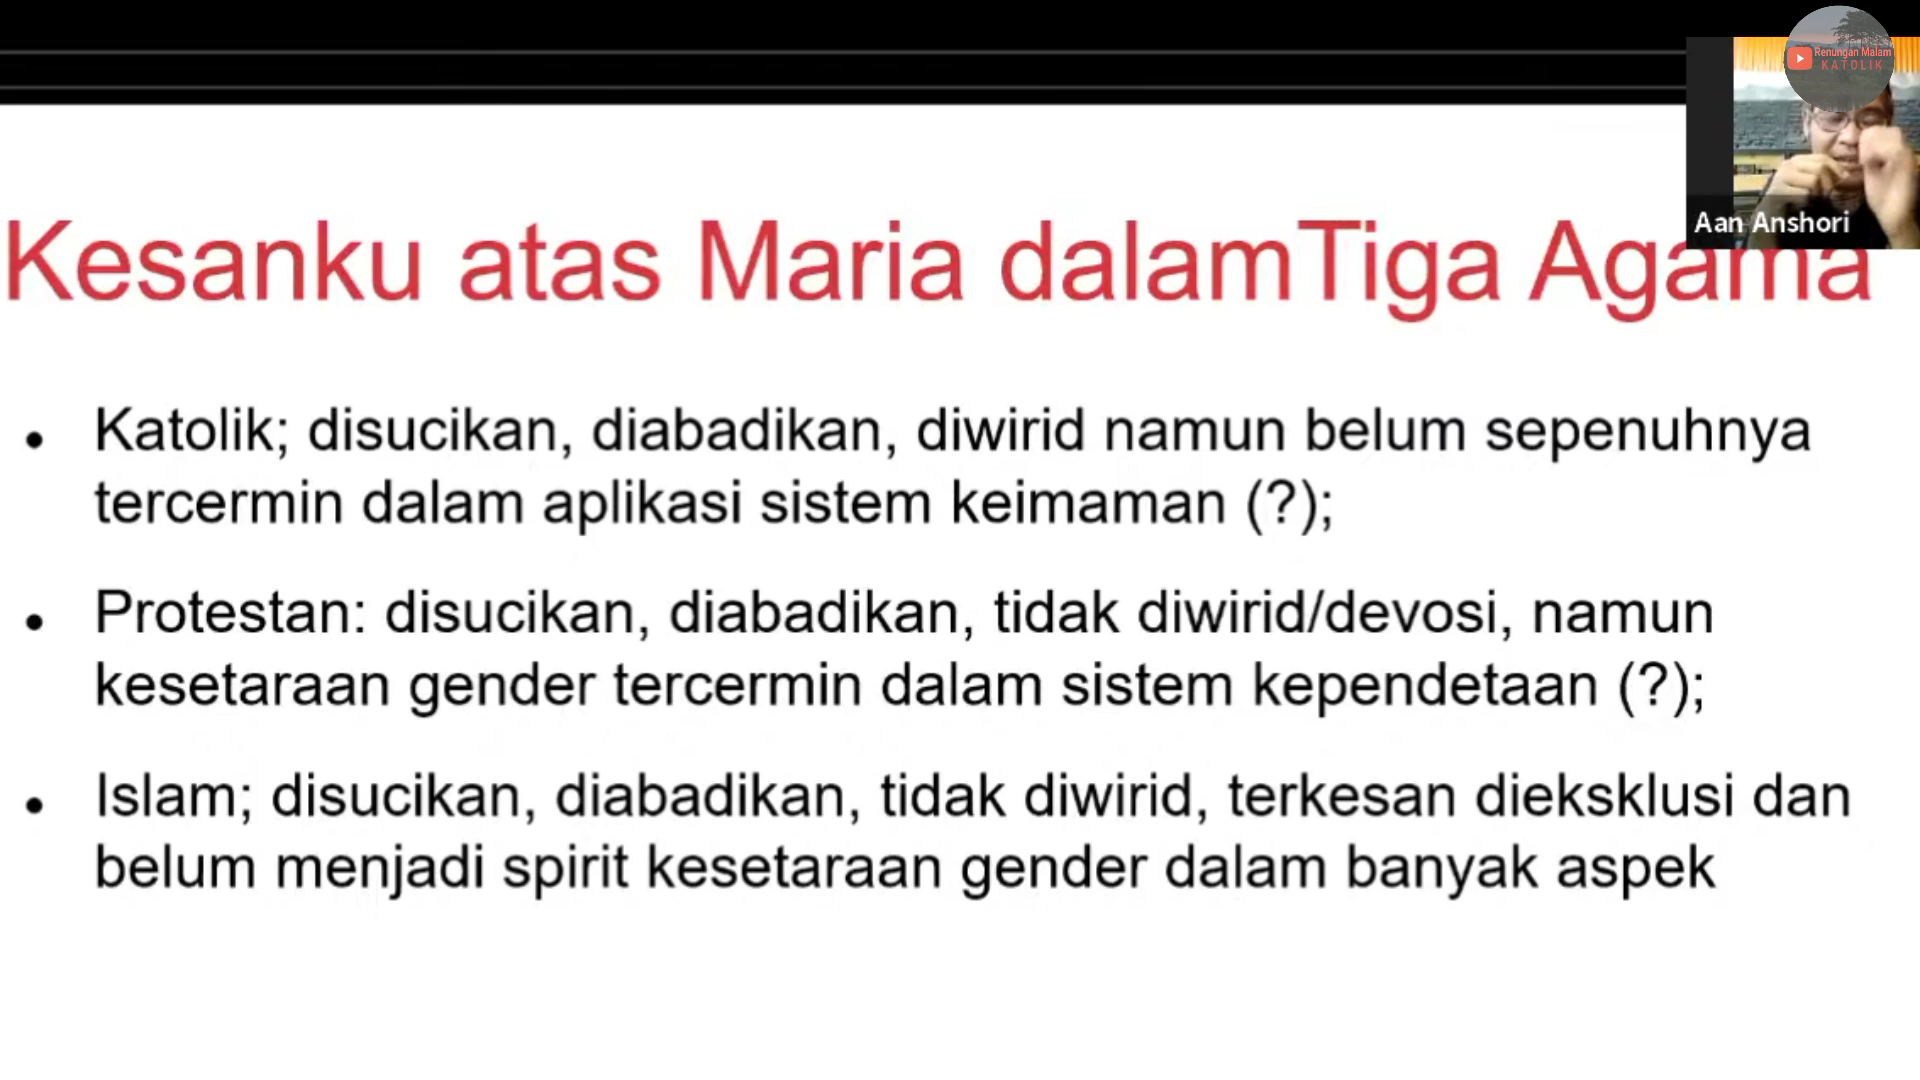 Renungan Malam
KATOLIK
Aan Anshori
Kesanku atas Maria dalamTiga Agama
• Katolik; disucikan, diabadikan, diwirid namun belum sepenuhnya
tercermin dalam aplikasi sistem keimaman (?);
• Protestan: disucikan, diabadikan, tidak diwirid/devosi, namun
kesetaraan gender tercermin dalam sistem kependetaan (?);
• Islam; disucikan, diabadikan, tidak diwirid, terkesan dieksklusi dan
belum menjadi spirit kesetaraan gender dalam banyak aspek